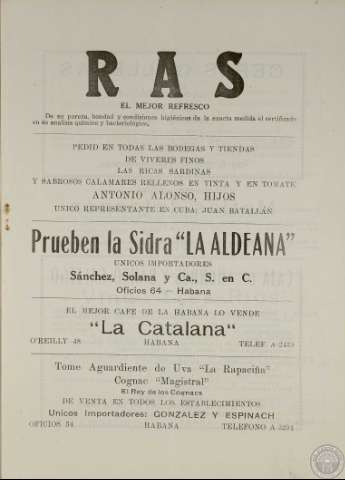 RAS
EL MEJOR REFRESCO
De su pureza, bondad y condiciones higiénicas da la exacta medida el certificado
en su análisis químico y bacteriológico.
PEDID EN TODAS LAS BODEGAS Y TIENDAS
DE VIVERES FINOS
LAS RICAS SARDINAS
Y SABROSOS CALAMARES RELLENOS EN TINTA Y EN TOMATE
ANTONIO ALONSO, HIJOS
UNICO REPRESENTANTE EN CUBA: JUAN BATALLÁN
Prueben la Sidra "LA ALDEANA"
UNICOS IMPORTADORES
Sánchez, Solana y Ca., S. en C.
Oficios 64 — Habana
EL MEJOR CAFE DE LA HABANA LO VENDE
"La Catalana"
O'REILLY 48 HABANA TELEF
Tome Aguardiente de Uva "La Rapaciña"
Cognac "Magistral"
El Rey de los Cognacs
DE VENTA EN TODOS LOS ESTABLECIMIENTOS
Unicos Importadores: GONZALEZ Y ESPINACH
OFICIOS 54 HABANA TELEFONO A